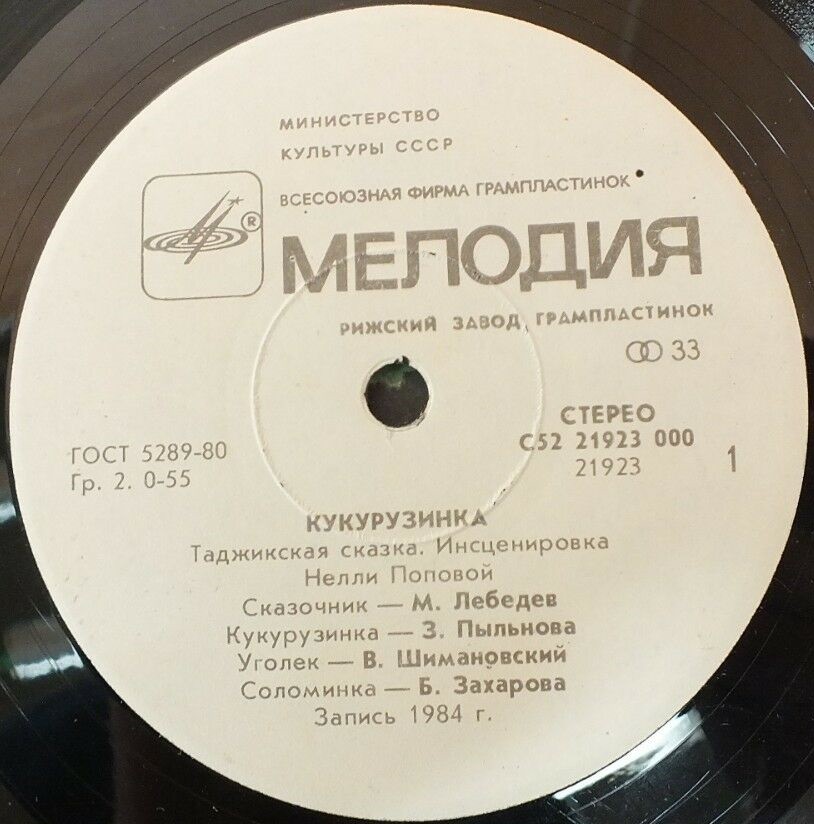 МИНИСТЕРСТВО
КУЛЬТУРЫ СССР
ВСЕСОЮЗНАЯ ФИРМА ГРАМПЛАСТИНОК
®
МЕЛОДИЯ
РИЖСКИЙ ЗАВОД ГРАМПЛАСТИНОК
33
СТЕРЕО
ГОСТ 5289-80
С52 21923 000
Гр. 2. 0-55
21923
1
КУКУРУЗИНКА
Таджикская сказка. Инсценировка
Нелли Поповой
Сказочник — М. Лебедев
Кукурузинка — З. Пыльнова
Уголек — В. Шимановский
Соломинка — Б. Захарова
Запись 1984 г.